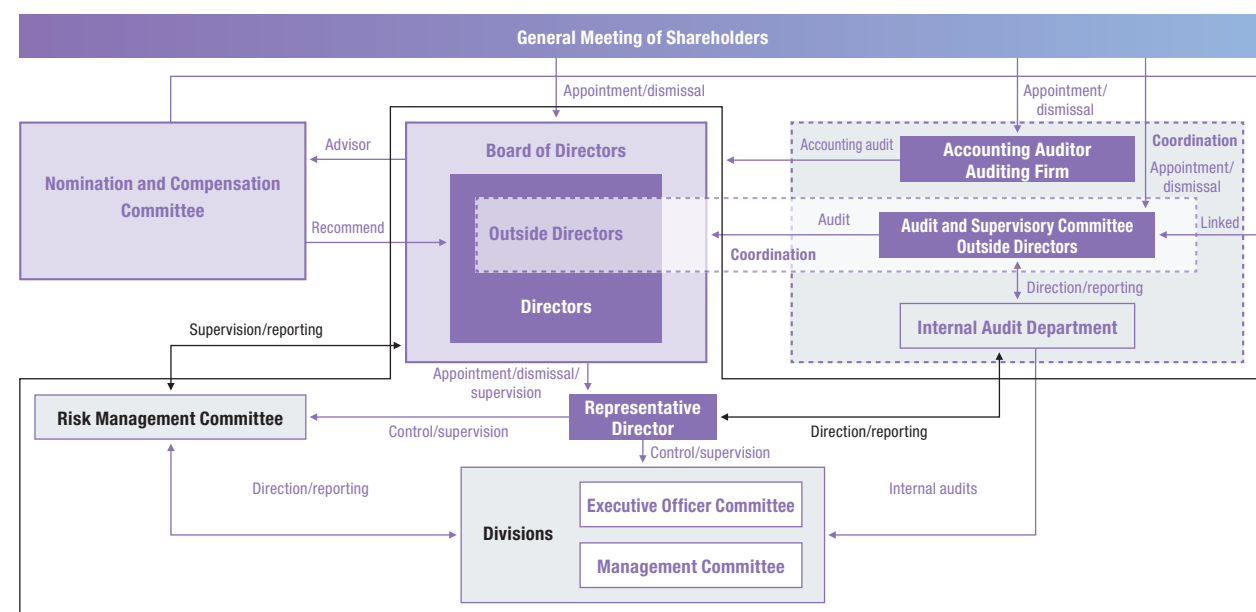 General Meeting of Shareholders
Appointment/dismissal
Appointment/
dismissal
Nomination and Compensation
Committee
Advisor
Recommend
Board of Directors
Outside Directors
Directors
Accounting audit
Accounting Auditor
Auditing Firm
Coordination
Appointment/
dismissal
Audit
Coordination
Audit and Supervisory Committee
Outside Directors
Linked
Direction/reporting
Internal Audit Department
Supervision/reporting
Appointment/dismissal/
supervision
Risk Management Committee
Control/supervision
Representative
Director
Direction/reporting
Control/supervision
Direction/reporting
Internal audits
Divisions
Executive Officer Committee
Management Committee